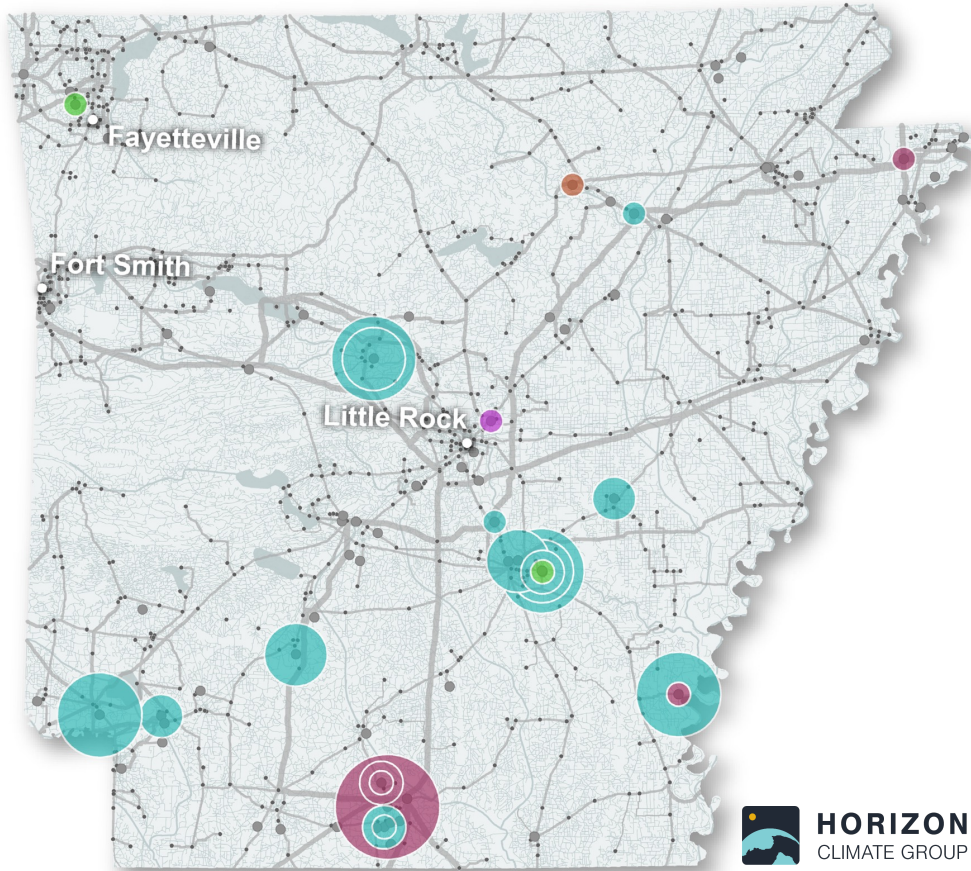 Fayetteville
Fort Smith
Little Rock
HORIZON
CLIMATE GROUP